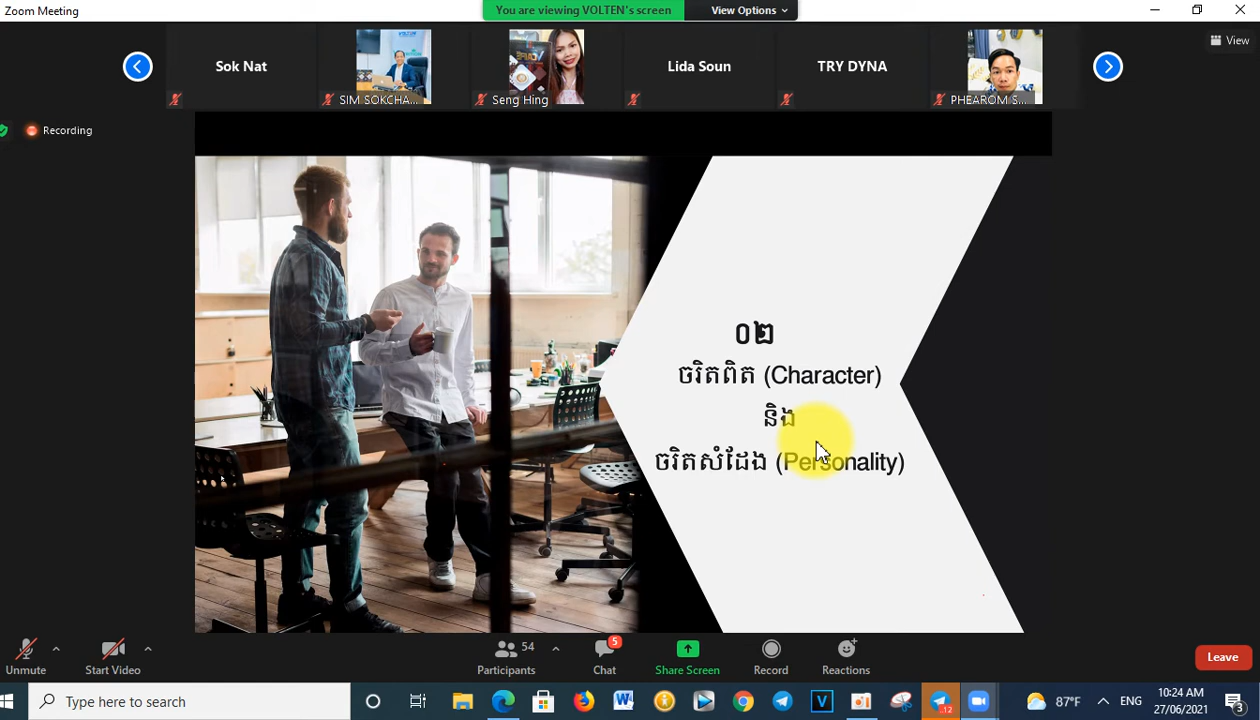 Zoom Meeting
You are viewing VOLTEN's screen
View Options
View
Sok Nat
SIM SOKCHA...
Seng Hing
Lida Soun
TRY DYNA
PHEAROM S...
Recording
០២
ចរិតពិត (Character)
និង
ចរិតសំដែង (Personality)
Unmute
Start Video
Participants
54
Chat
5
Share Screen
Record
Reactions
Leave
Type here to search
87°F
ENG
10:24 AM
27/06/2021
3